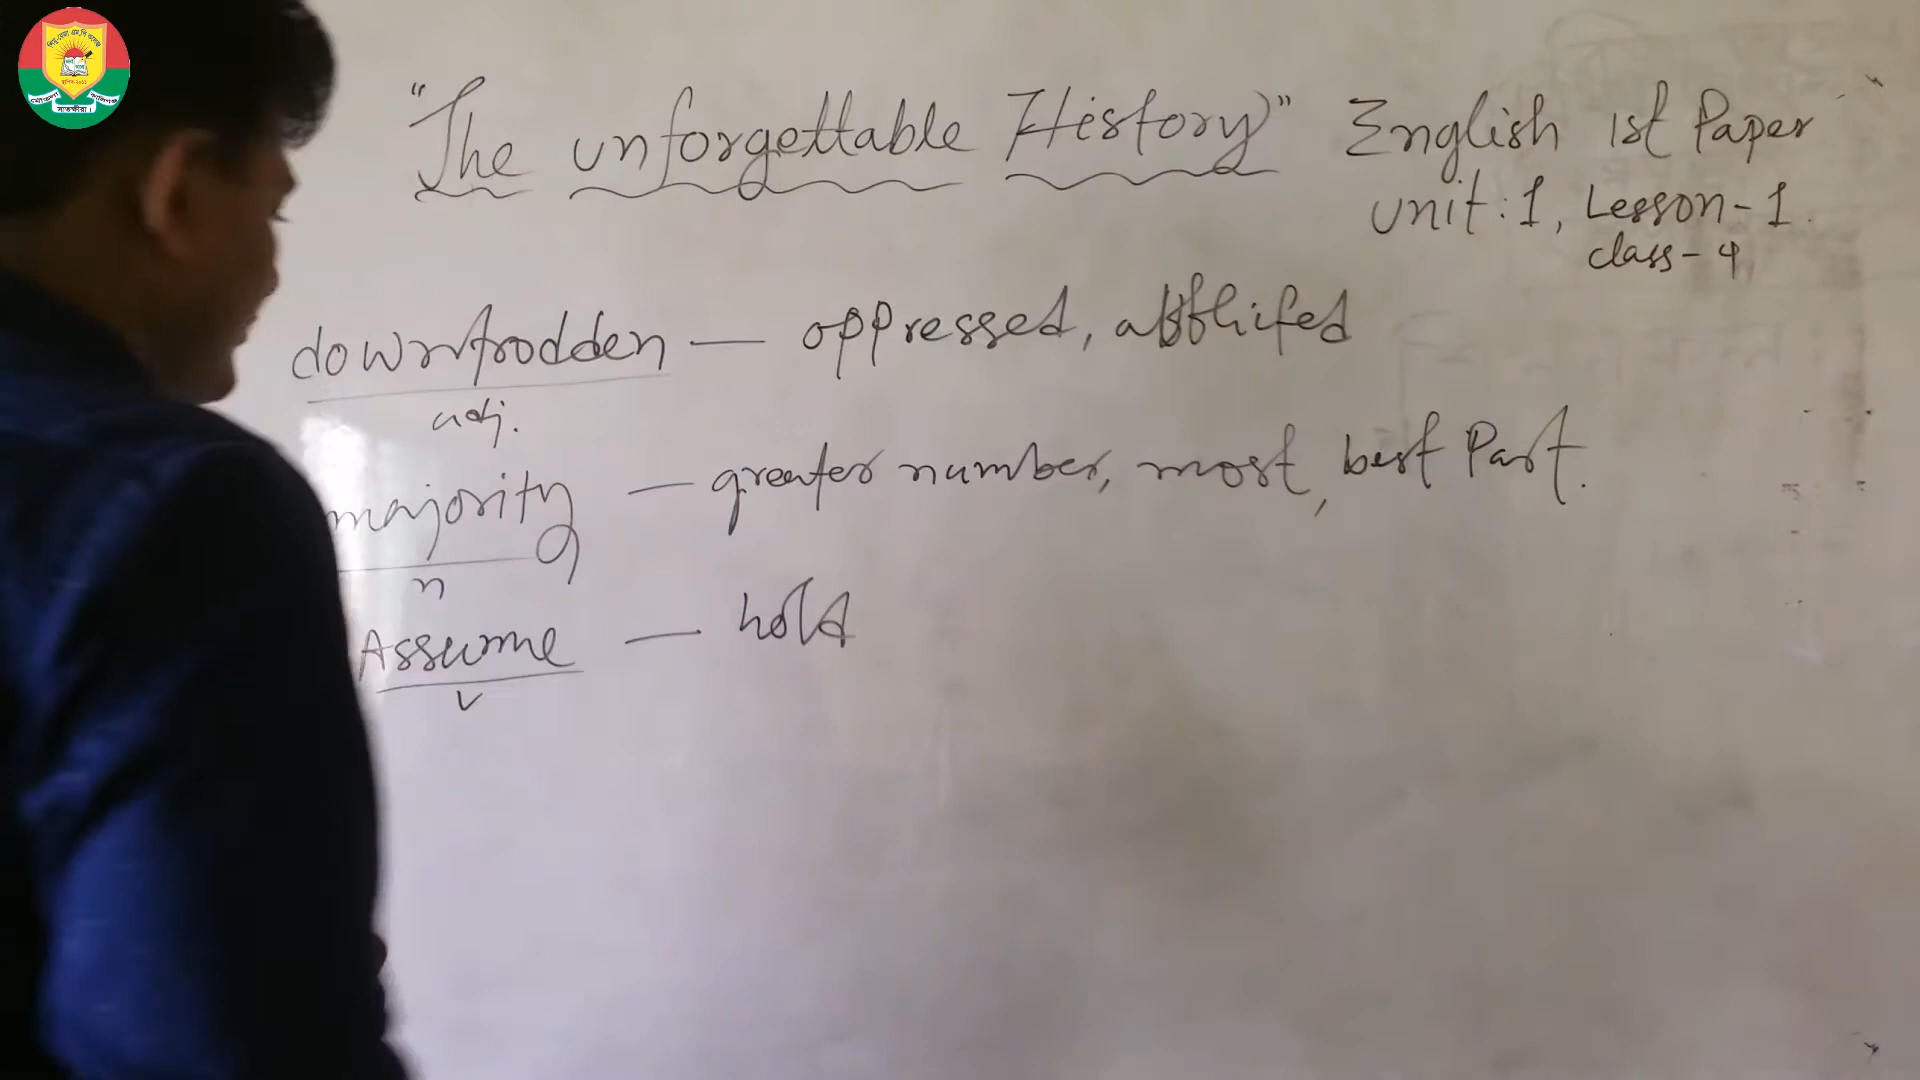 "The unforgettable History" English 1st Paper
unit: 1, Lesson-1.
class-4
downtrodden — oppressed, afflifed
adj.
majority — greater number, most, best Part.
n
Assume — hold
v